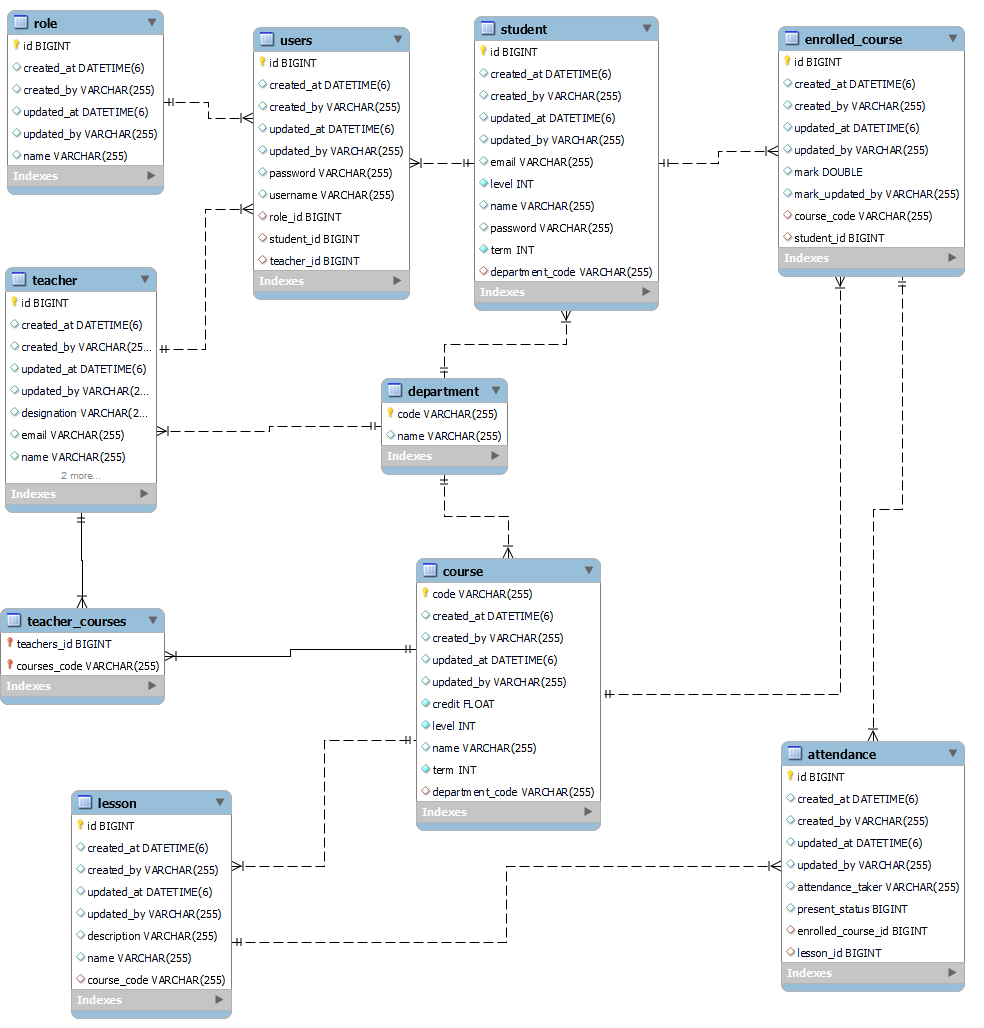 role
id BIGINT
created_at DATETIME(6)
created_by VARCHAR(255)
updated_at DATETIME(6)
updated_by VARCHAR(255)
name VARCHAR(255)
Indexes
users
id BIGINT
created_at DATETIME(6)
created_by VARCHAR(255)
updated_at DATETIME(6)
updated_by VARCHAR(255)
password VARCHAR(255)
username VARCHAR(255)
role_id BIGINT
student_id BIGINT
teacher_id BIGINT
Indexes
student
id BIGINT
created_at DATETIME(6)
created_by VARCHAR(255)
updated_at DATETIME(6)
updated_by VARCHAR(255)
email VARCHAR(255)
level INT
name VARCHAR(255)
password VARCHAR(255)
term INT
department_code VARCHAR(255)
Indexes
enrolled_course
id BIGINT
created_at DATETIME(6)
created_by VARCHAR(255)
updated_at DATETIME(6)
updated_by VARCHAR(255)
mark DOUBLE
mark_updated_by VARCHAR(255)
course_code VARCHAR(255)
student_id BIGINT
Indexes
teacher
id BIGINT
created_at DATETIME(6)
created_by VARCHAR(25...
updated_at DATETIME(6)
updated_by VARCHAR(2...
designation VARCHAR(2...
email VARCHAR(255)
name VARCHAR(255)
2 more...
Indexes
department
code VARCHAR(255)
name VARCHAR(255)
Indexes
teacher_courses
teachers_id BIGINT
courses_code VARCHAR(255)
Indexes
course
code VARCHAR(255)
created_at DATETIME(6)
created_by VARCHAR(255)
updated_at DATETIME(6)
updated_by VARCHAR(255)
credit FLOAT
level INT
name VARCHAR(255)
term INT
department_code VARCHAR(255)
Indexes
lesson
id BIGINT
created_at DATETIME(6)
created_by VARCHAR(255)
updated_at DATETIME(6)
updated_by VARCHAR(255)
description VARCHAR(255)
name VARCHAR(255)
course_code VARCHAR(255)
Indexes
attendance
id BIGINT
created_at DATETIME(6)
created_by VARCHAR(255)
updated_at DATETIME(6)
updated_by VARCHAR(255)
attendance_taker VARCHAR(255)
present_status BIGINT
enrolled_course_id BIGINT
lesson_id BIGINT
Indexes